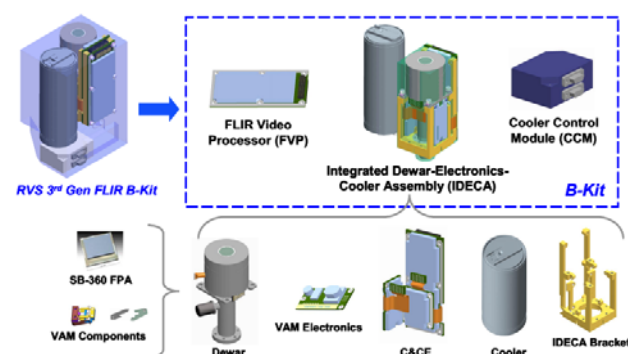 RVS 3rd Gen FLIR B-Kit
FLIR Video
Processor (FVP)
Integrated Dewar-Electronics-
Cooler Assembly (IDECA)
Cooler Control
Module (CCM)
B-Kit
SB-360 FPA
VAM Components
Dewar
VAM Electronics
C&CE
Cooler
IDECA Bracket